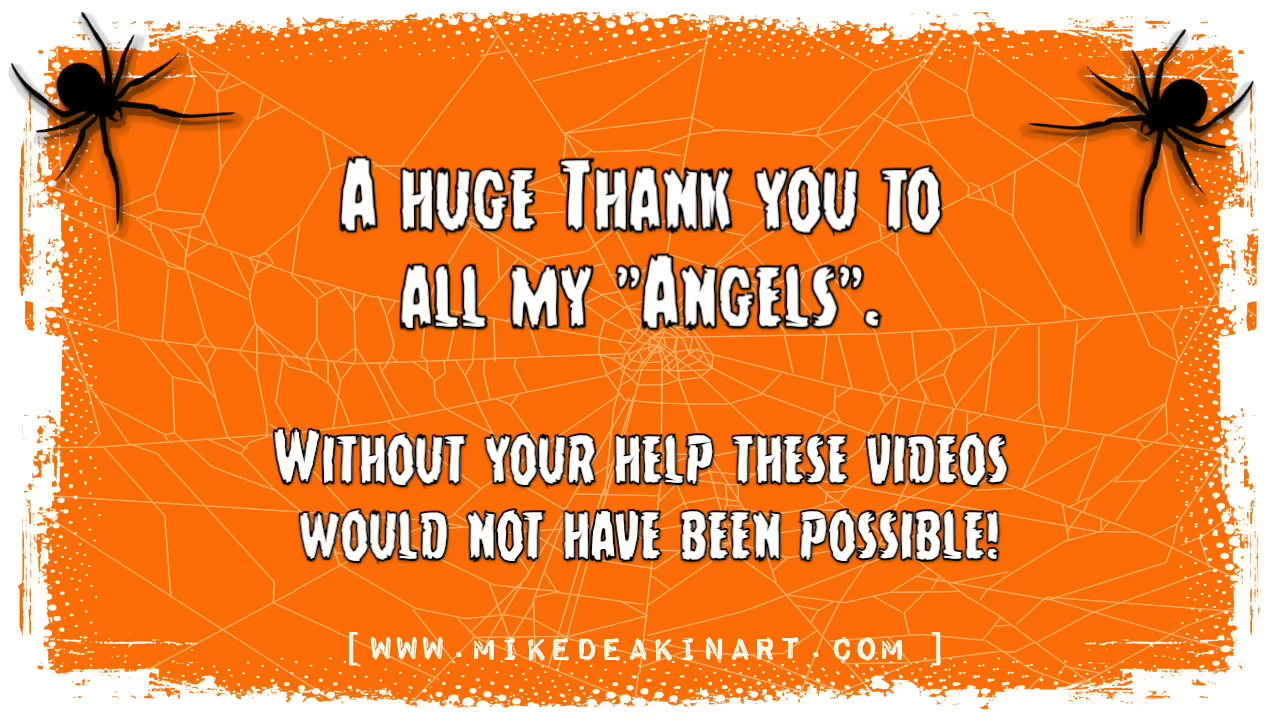 A huge Thank you to
all my ”Angels”.
Without your help these videos
would not have been possible!
[www.mikedeakinart.com]